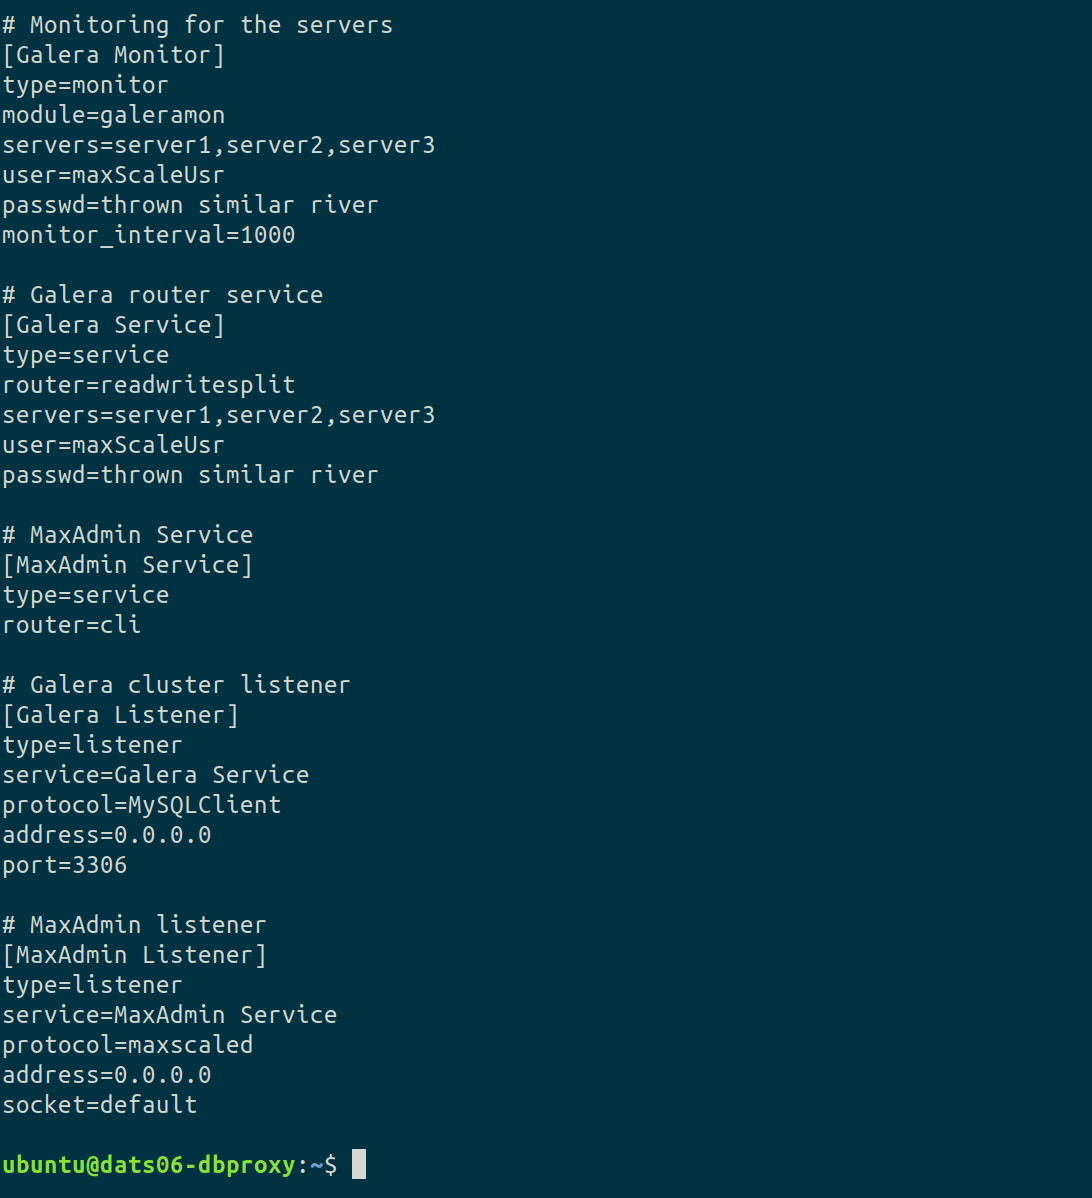 # Monitoring for the servers
[Galera Monitor]
type=monitor
module=galeramon
servers=server1,server2,server3
user=maxScaleUsr
passwd=thrown similar river
monitor_interval=1000

# Galera router service
[Galera Service]
type=service
router=readwritesplit
servers=server1,server2,server3
user=maxScaleUsr
passwd=thrown similar river

# MaxAdmin Service
[MaxAdmin Service]
type=service
router=cli

# Galera cluster listener
[Galera Listener]
type=listener
service=Galera Service
protocol=MySQLClient
address=0.0.0.0
port=3306

# MaxAdmin listener
[MaxAdmin Listener]
type=listener
service=MaxAdmin Service
protocol=maxscaled
address=0.0.0.0
socket=default

ubuntu@dats06-dbproxy:~$